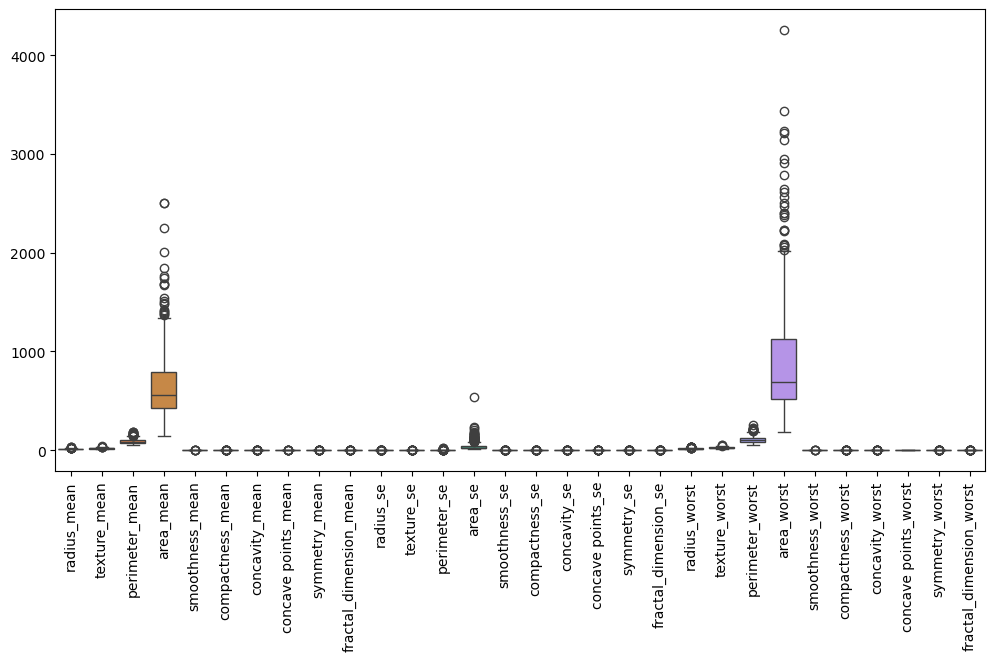 4000
3000
2000
1000
0
radius_mean
texture_mean
perimeter_mean
area_mean
smoothness_mean
compactness_mean
concavity_mean
concave points_mean
symmetry_mean
fractal_dimension_mean
radius_se
texture_se
perimeter_se
area_se
smoothness_se
compactness_se
concavity_se
concave points_se
symmetry_se
fractal_dimension_se
radius_worst
texture_worst
perimeter_worst
area_worst
smoothness_worst
compactness_worst
concavity_worst
concave points_worst
symmetry_worst
fractal_dimension_worst